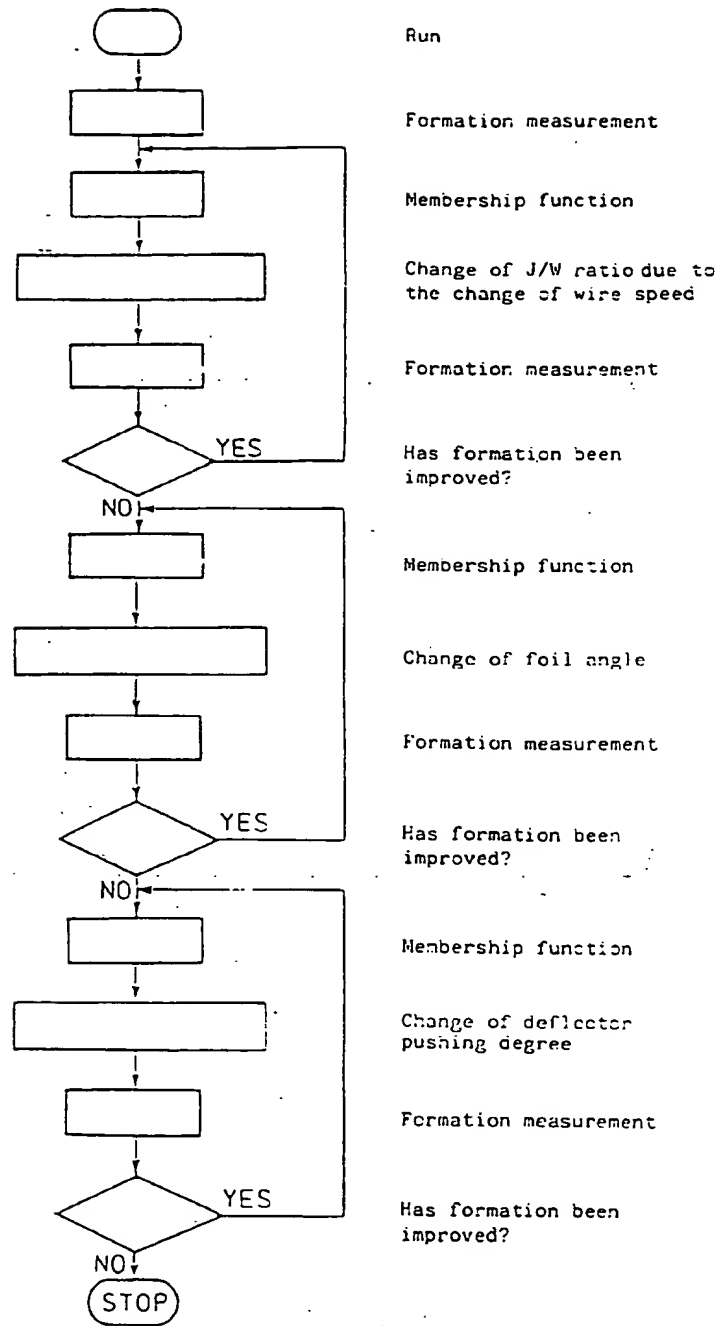 Run
Formation measurement
Membership function
Change of J/W ratio due to
the change of wire speed
Formation measurement
YES
Has formation been
improved?
NO
Membership function
Change of foil angle
Formation measurement
YES
Has formation been
improved?
NO
Membership function
Change of deflector
pushing degree
Formation measurement
YES
Has formation been
improved?
NO
STOP